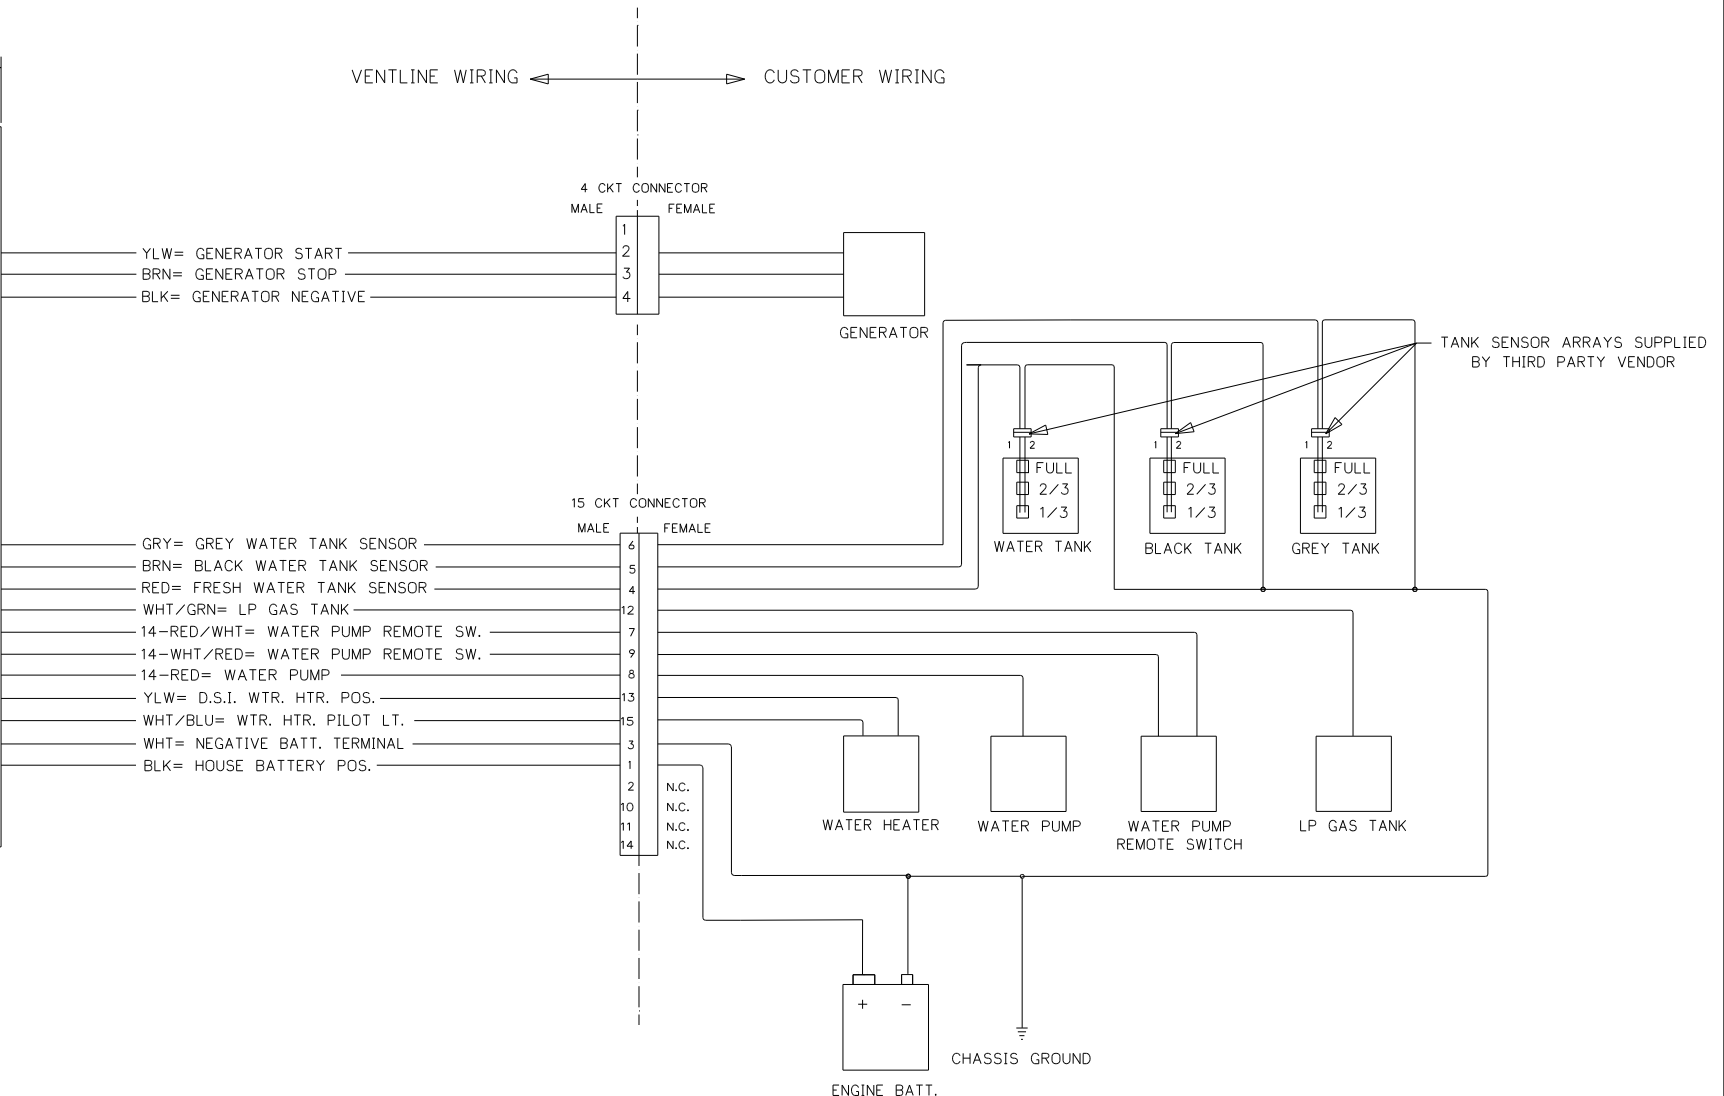 VENTLINE WIRING
CUSTOMER WIRING
4 CKT CONNECTOR
MALE FEMALE
1
YLW= GENERATOR START 2
BRN= GENERATOR STOP 3
BLK= GENERATOR NEGATIVE 4
GENERATOR
TANK SENSOR ARRAYS SUPPLIED
BY THIRD PARTY VENDOR
1 2
FULL
2/3
1/3
WATER TANK
1 2
FULL
2/3
1/3
BLACK TANK
1 2
FULL
2/3
1/3
GREY TANK
15 CKT CONNECTOR
MALE FEMALE
GRY= GREY WATER TANK SENSOR 6
BRN= BLACK WATER TANK SENSOR 5
RED= FRESH WATER TANK SENSOR 4
WHT/GRN= LP GAS TANK 12
14-RED/WHT= WATER PUMP REMOTE SW. 7
14-WHT/RED= WATER PUMP REMOTE SW. 9
14-RED= WATER PUMP 8
YLW= D.S.I. WTR. HTR. POS. 13
WHT/BLU= WTR. HTR. PILOT LT. 15
WHT= NEGATIVE BATT. TERMINAL 3
BLK= HOUSE BATTERY POS. 1
2 N.C.
10 N.C.
11 N.C.
14 N.C.
WATER HEATER
WATER PUMP
WATER PUMP
REMOTE SWITCH
LP GAS TANK
+ −
ENGINE BATT.
CHASSIS GROUND